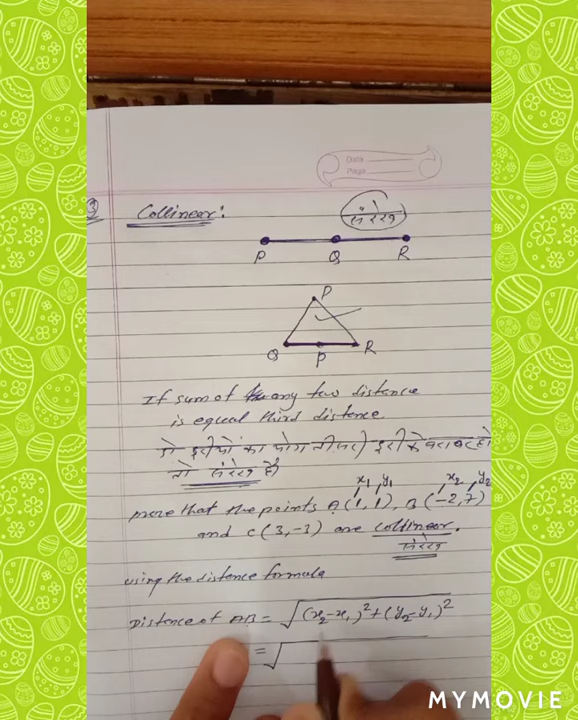 Date
Page
③ Collinear:
संरेख
P Q R
P
Q P R
If sum of any two distance
is equal third distance
दो दूरीयों का योग तीसरी दूरी के बराबर हो
तो संरेख है
x₁, y₁ x₂, y₂
prove that the points A(1,1), B(-2,7)
and C(3,-3) are collinear.
संरेख
using the distance formula
Distance of AB = √(x₂-x₁)²+(y₂-y₁)²
= √
MYMOVIE